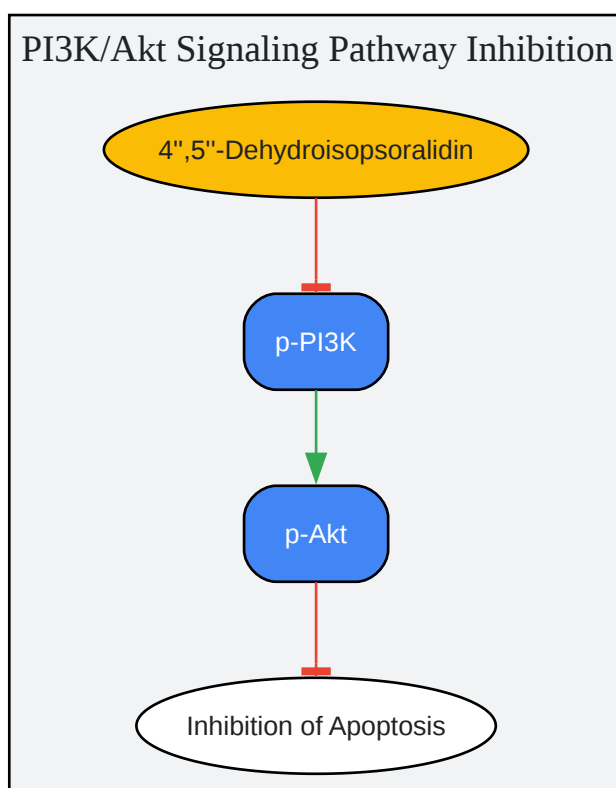 PI3K/Akt Signaling Pathway Inhibition
4'',5''-Dehydroisopsoralidin
p-PI3K
p-Akt
Inhibition of Apoptosis